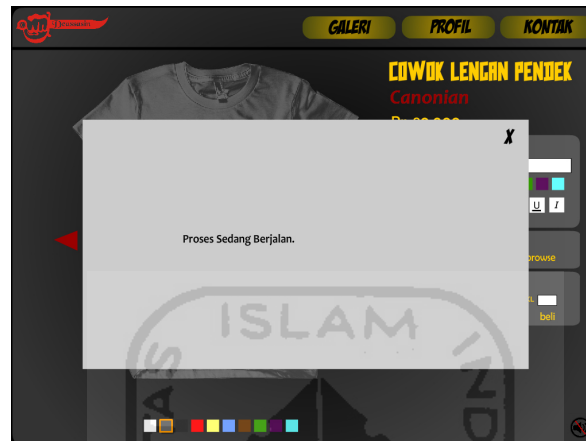 GALERI
PROFIL
KONTAK
COWOK LENGAN PENDEK
Canonian
X
U I
Proses Sedang Berjalan.
browse
beli
ISLAM